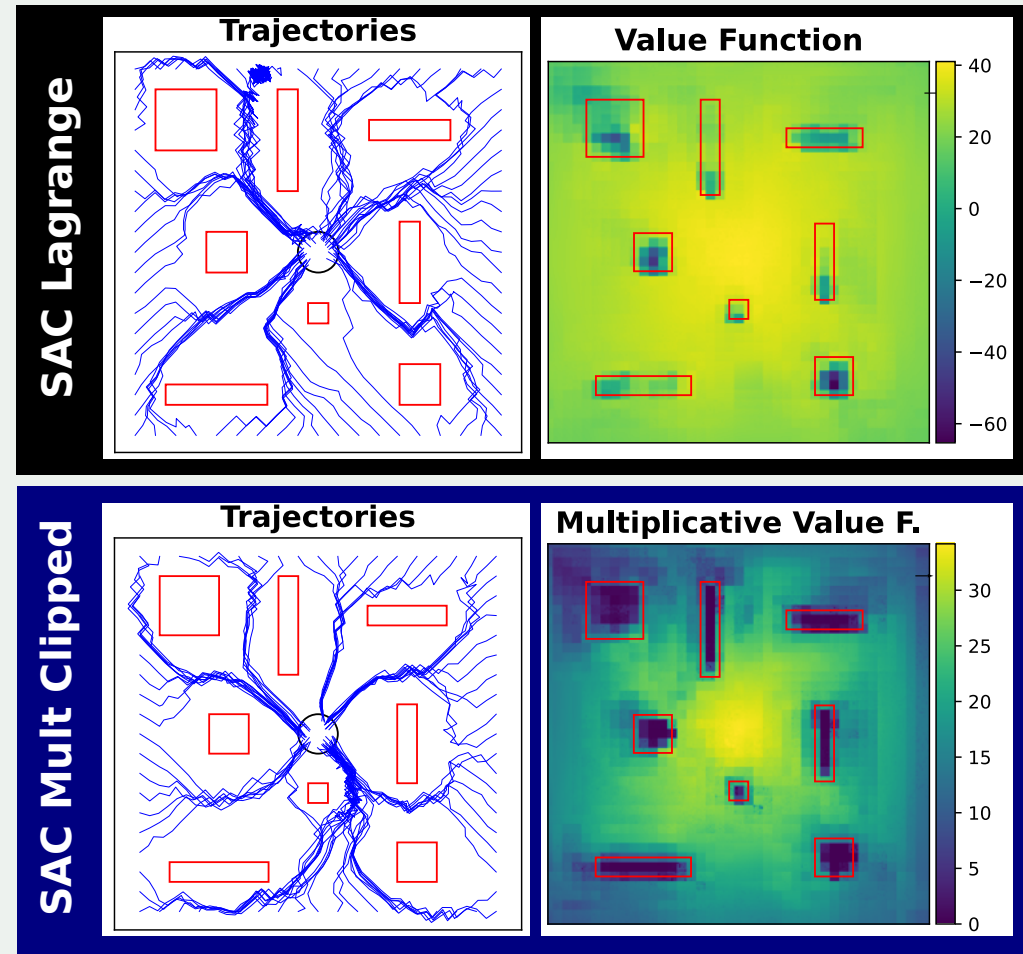 SAC Lagrange
Trajectories
Value Function
40
20
0
−20
−40
−60
SAC Mult Clipped
Trajectories
Multiplicative Value F.
30
25
20
15
10
5
0